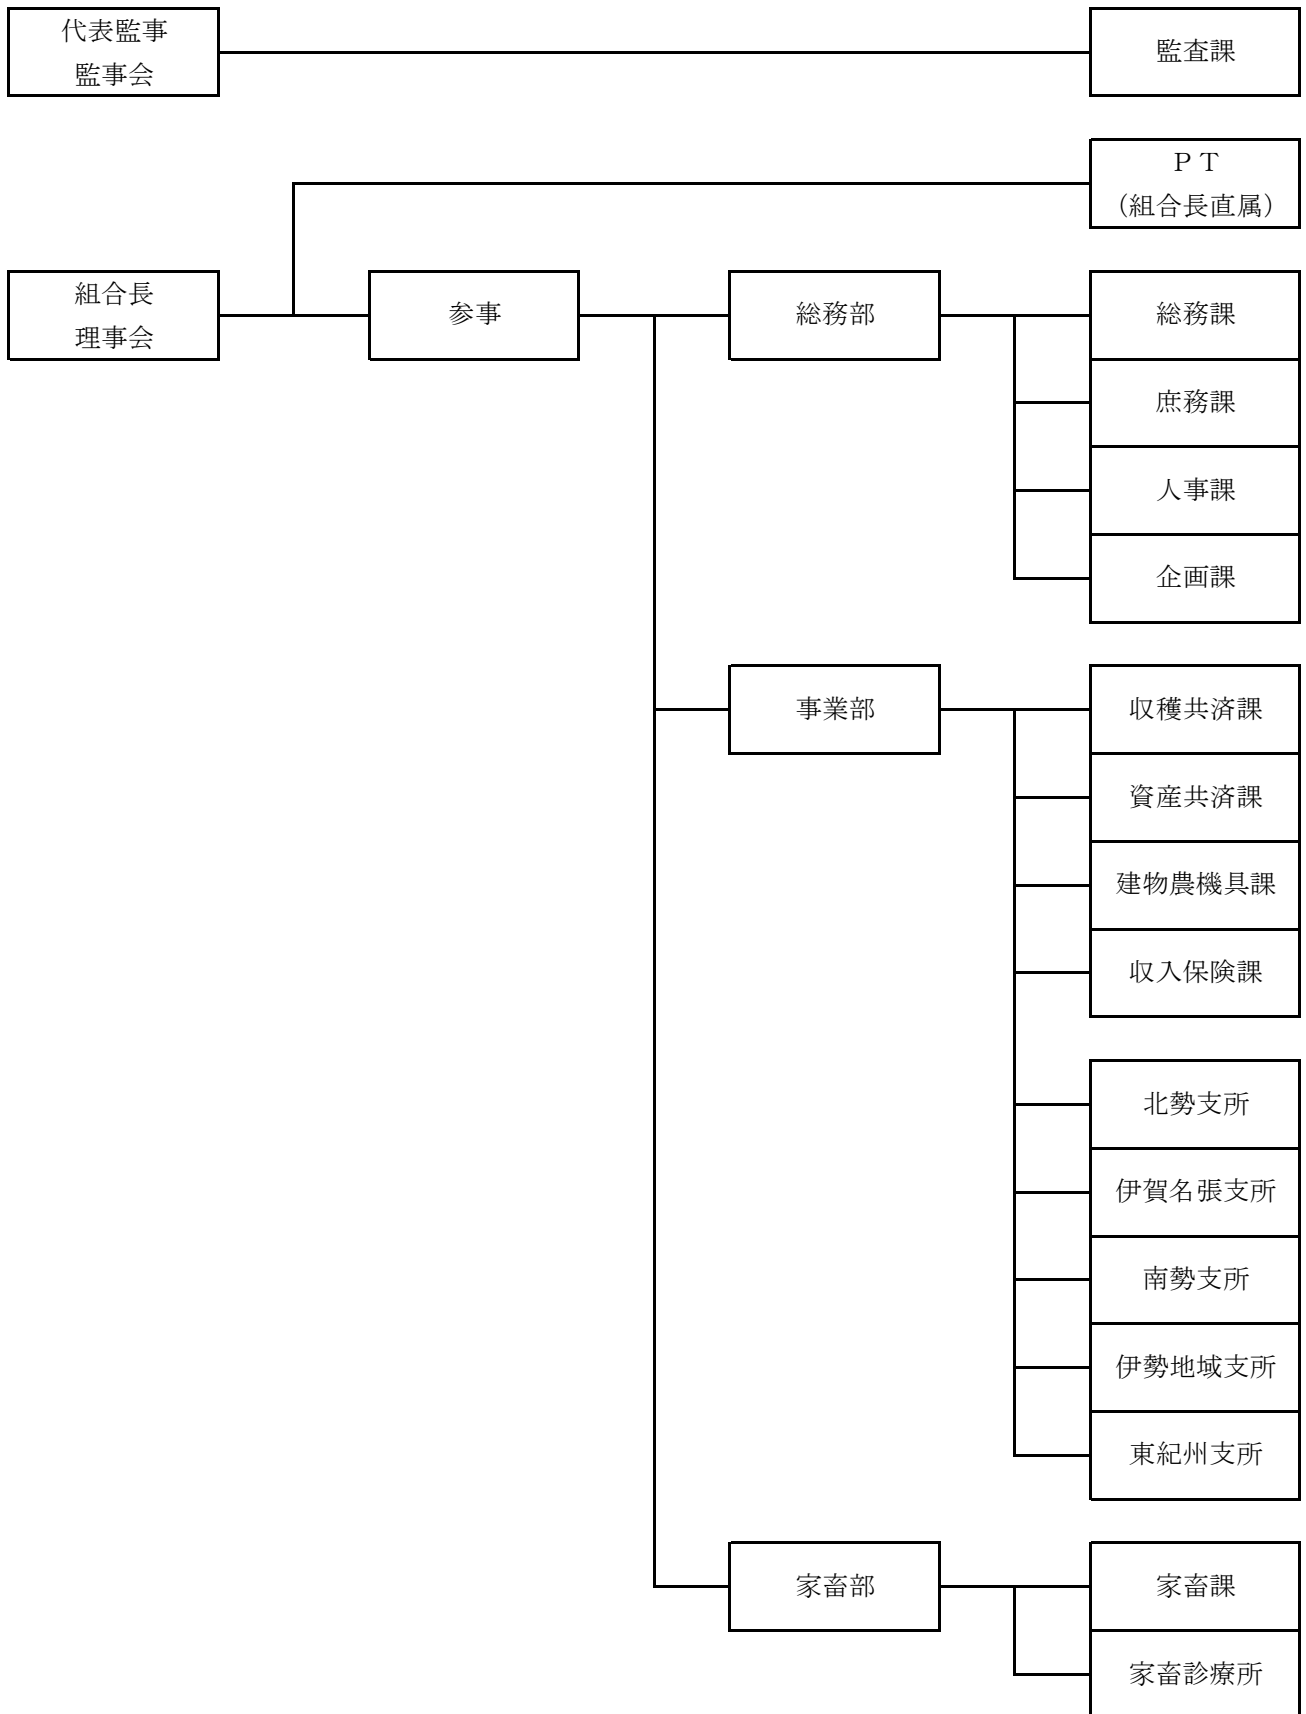 代表監事
監事会
監査課
ＰＴ
（組合長直属）
組合長
理事会
参事
総務部
総務課
庶務課
人事課
企画課
事業部
収穫共済課
資産共済課
建物農機具課
収入保険課
北勢支所
伊賀名張支所
南勢支所
伊勢地域支所
東紀州支所
家畜部
家畜課
家畜診療所